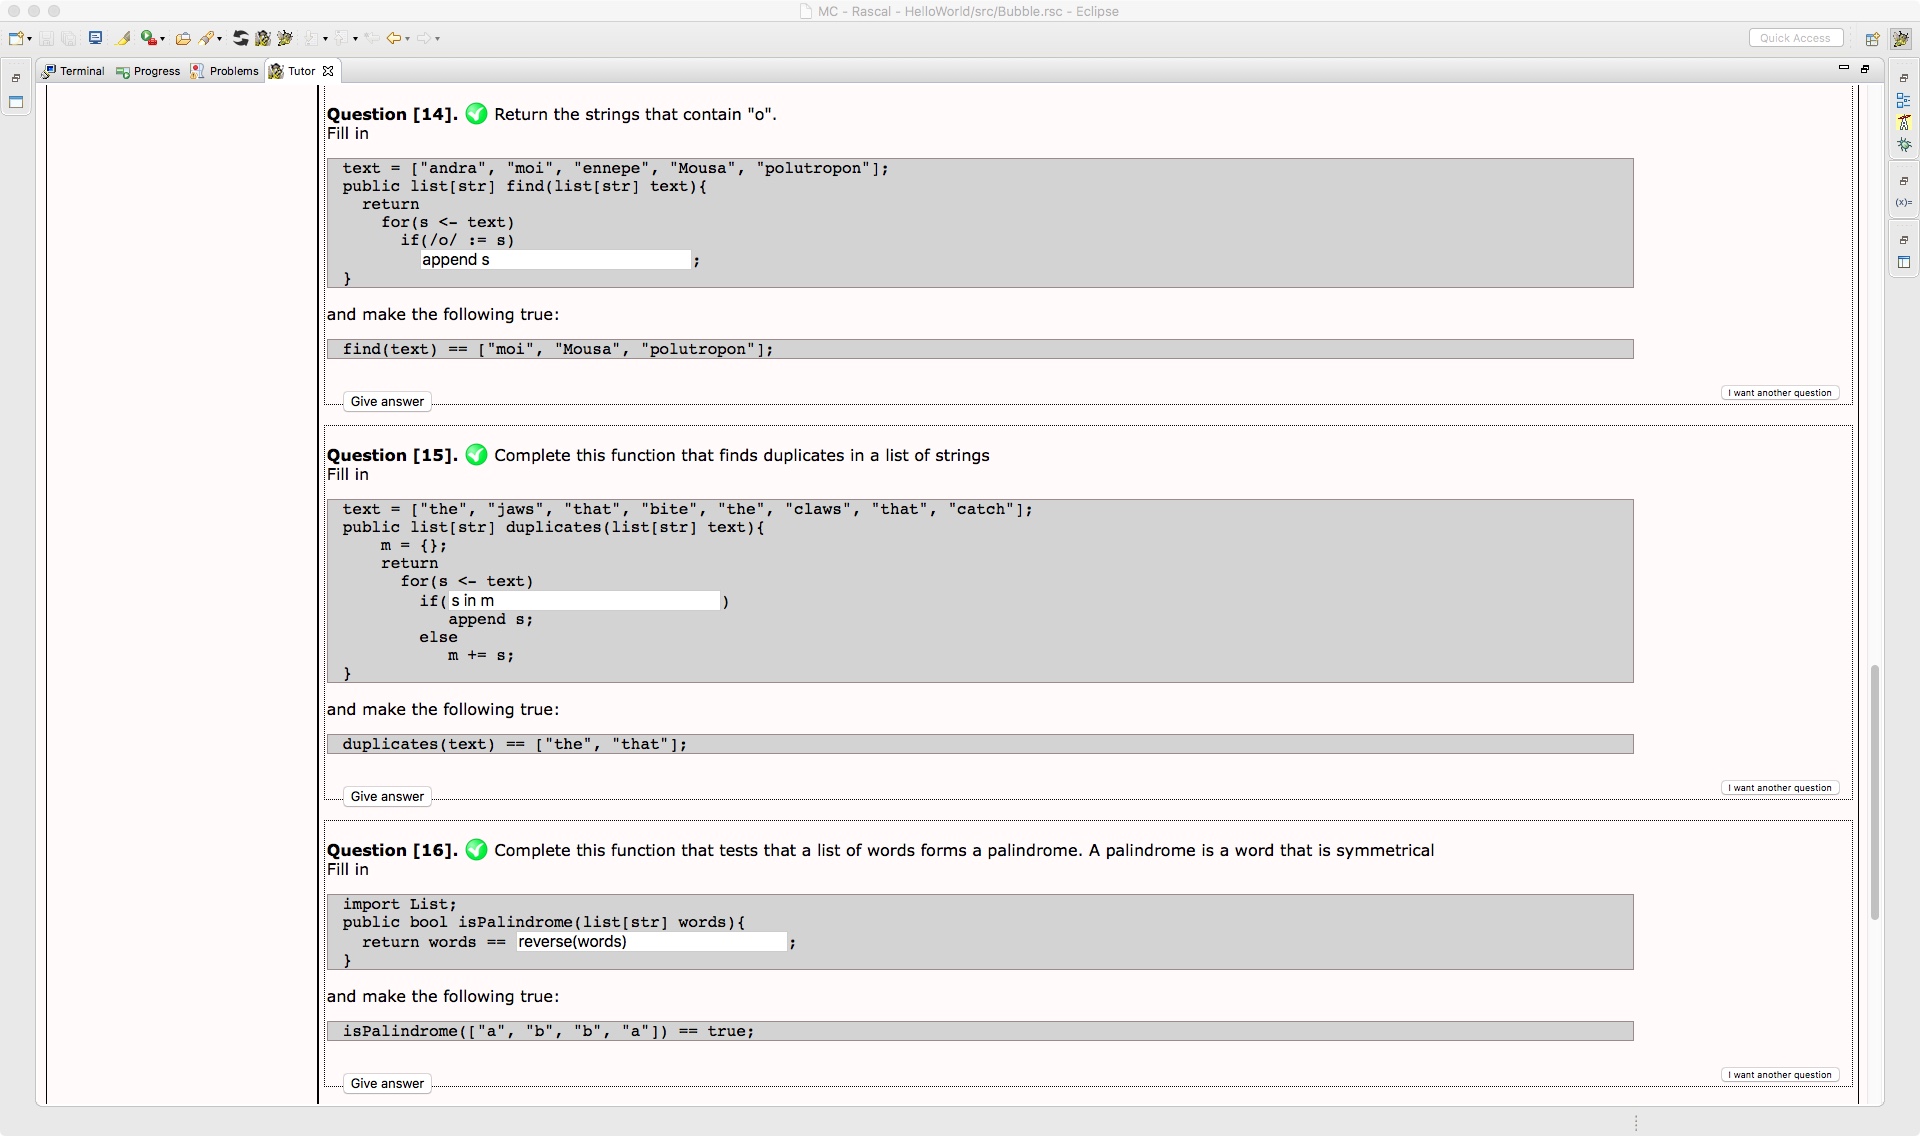 MC - Rascal - HelloWorld/src/Bubble.rsc - Eclipse
Quick Access
Terminal Progress Problems Tutor
(x)=
Question [14]. Return the strings that contain "o".
Fill in
text = ["andra", "moi", "ennepe", "Mousa", "polutropon"];
public list[str] find(list[str] text){
return
for(s <- text)
if(/o/ := s)
append s ;
}
and make the following true:
find(text) == ["moi", "Mousa", "polutropon"];
I want another question
Give answer
Question [15]. Complete this function that finds duplicates in a list of strings
Fill in
text = ["the", "jaws", "that", "bite", "the", "claws", "that", "catch"];
public list[str] duplicates(list[str] text){
m = {};
return
for(s <- text)
if( s in m )
append s;
else
m += s;
}
and make the following true:
duplicates(text) == ["the", "that"];
I want another question
Give answer
Question [16]. Complete this function that tests that a list of words forms a palindrome. A palindrome is a word that is symmetrical
Fill in
import List;
public bool isPalindrome(list[str] words){
return words == reverse(words) ;
}
and make the following true:
isPalindrome(["a", "b", "b", "a"]) == true;
I want another question
Give answer